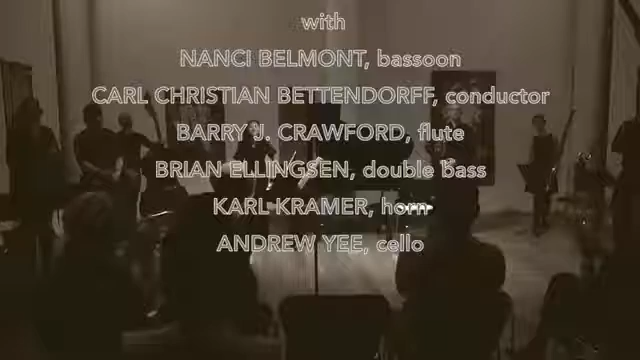 with
NANCI BELMONT, bassoon
CARL CHRISTIAN BETTENDORFF, conductor
BARRY J. CRAWFORD, flute
BRIAN ELLINGSEN, double bass
KARL KRAMER, horn
ANDREW YEE, cello